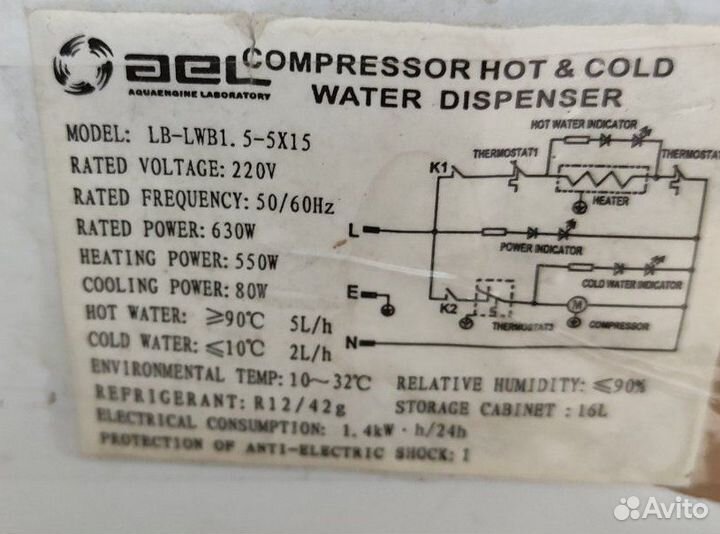 ael COMPRESSOR HOT & COLD
AQUAENGINE LABORATORY
WATER DISPENSER
MODEL: LB-LWB1.5-5X15
RATED VOLTAGE: 220V
RATED FREQUENCY: 50/60Hz
RATED POWER: 630W
HEATING POWER: 550W
COOLING POWER: 80W
HOT WATER: ≥90℃ 5L/h
COLD WATER: ≤10℃ 2L/h
ENVIRONMENTAL TEMP: 10~32℃ RELATIVE HUMIDITY: ≤90%
REFRIGERANT: R12/42g STORAGE CABINET: 16L
ELECTRICAL CONSUMPTION: 1.4kW·h/24h
PROTECTION OF ANTI-ELECTRIC SHOCK: I
HOT WATER INDICATOR
THERMOSTAT1
THERMOSTAT
K1
HEATER
L
POWER INDICATOR
COLD WATER INDICATOR
E
K2
S
M
THERMOSTAT3
COMPRESSOR
N
Avito